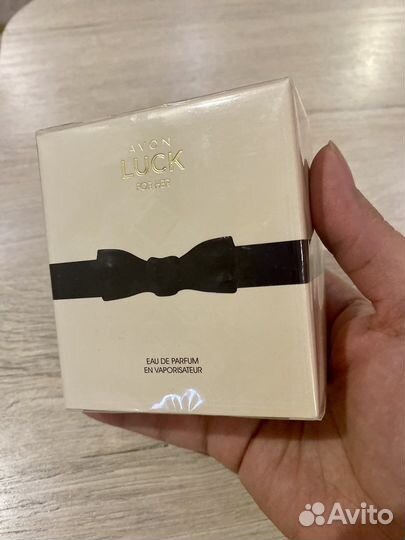 AVON
LUCK
FOR HER
EAU DE PARFUM
EN VAPORISATEUR
Avito